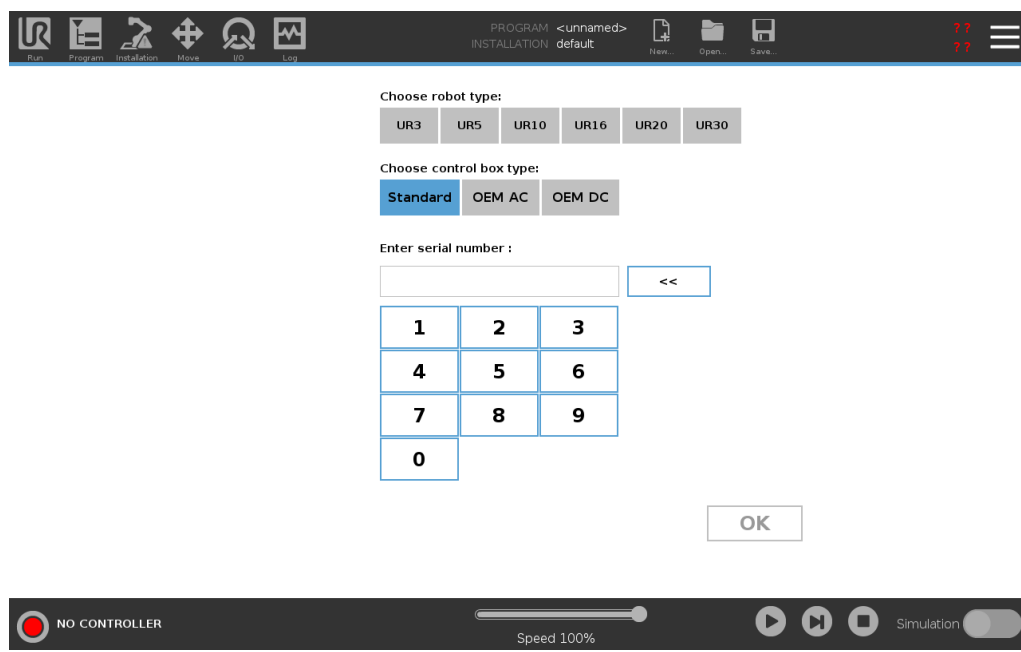 PROGRAM <unnamed>
INSTALLATION default
Run Program Installation Move I/O Log New... Open... Save...
? ?
? ?
Choose robot type:
UR3 UR5 UR10 UR16 UR20 UR30
Choose control box type:
Standard OEM AC OEM DC
Enter serial number :
<<
1 2 3
4 5 6
7 8 9
0
OK
NO CONTROLLER
Speed 100%
Simulation